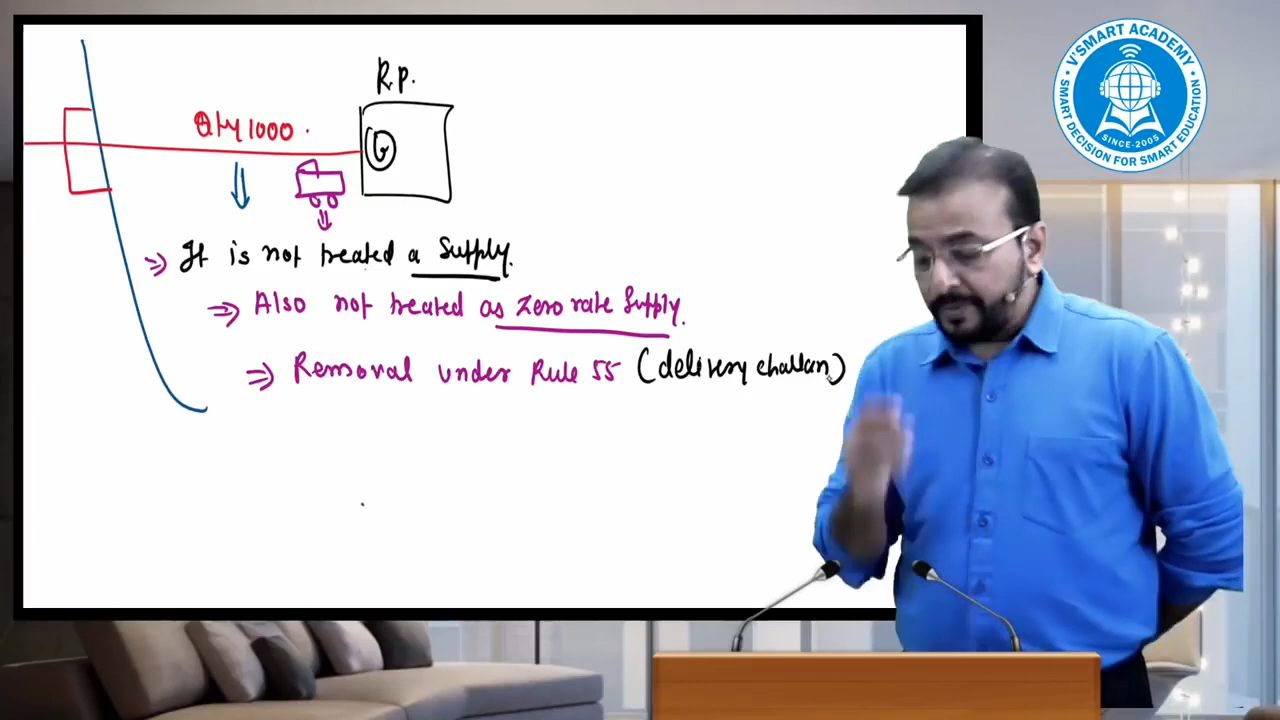 R.P.
Qty 1000.
G
It is not treated a Supply.
Also not treated as Zero rate Supply.
Removal under Rule 55 (delivery challan)
V'SMART ACADEMY
SINCE-2005
SMART DECISION FOR SMART EDUCATION